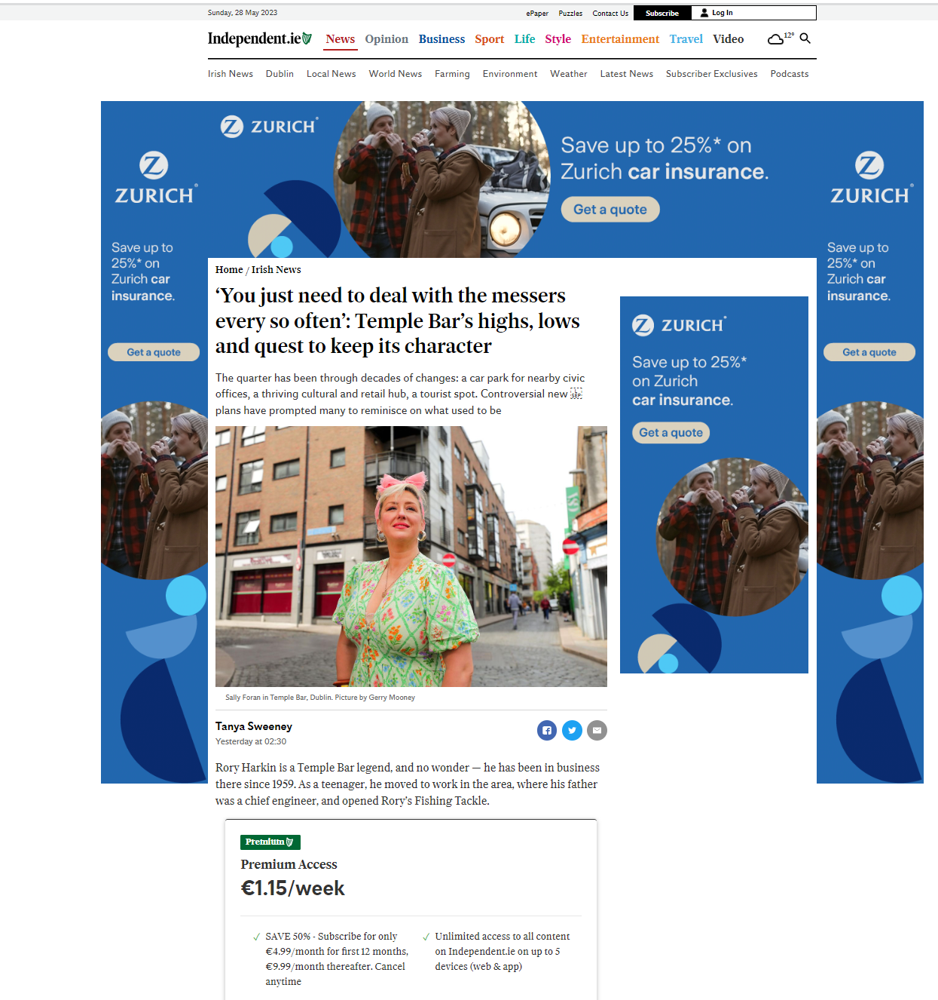 Sunday, 28 May 2023
ePaper Puzzles Contact Us Subscribe Log In
Independent.ie News Opinion Business Sport Life Style Entertainment Travel Video 12°
Irish News Dublin Local News World News Farming Environment Weather Latest News Subscriber Exclusives Podcasts
ZURICH
Save up to 25%* on
Zurich car insurance.
Get a quote
ZURICH
Save up to
25%* on
Zurich car
insurance.
Get a quote
ZURICH
Save up to
25%* on
Zurich car
insurance.
Get a quote
Home / Irish News
‘You just need to deal with the messers
every so often’: Temple Bar’s highs, lows
and quest to keep its character
The quarter has been through decades of changes: a car park for nearby civic
offices, a thriving cultural and retail hub, a tourist spot. Controversial new
plans have prompted many to reminisce on what used to be
ZURICH
Save up to 25%*
on Zurich
car insurance.
Get a quote
Sally Foran in Temple Bar, Dublin. Picture by Gerry Mooney
Tanya Sweeney
Yesterday at 02:30
Rory Harkin is a Temple Bar legend, and no wonder — he has been in business
there since 1959. As a teenager, he moved to work in the area, where his father
was a chief engineer, and opened Rory’s Fishing Tackle.
Premium
Premium Access
€1.15/week
SAVE 50% - Subscribe for only
€4.99/month for first 12 months,
€9.99/month thereafter. Cancel
anytime
Unlimited access to all content
on Independent.ie on up to 5
devices (web & app)